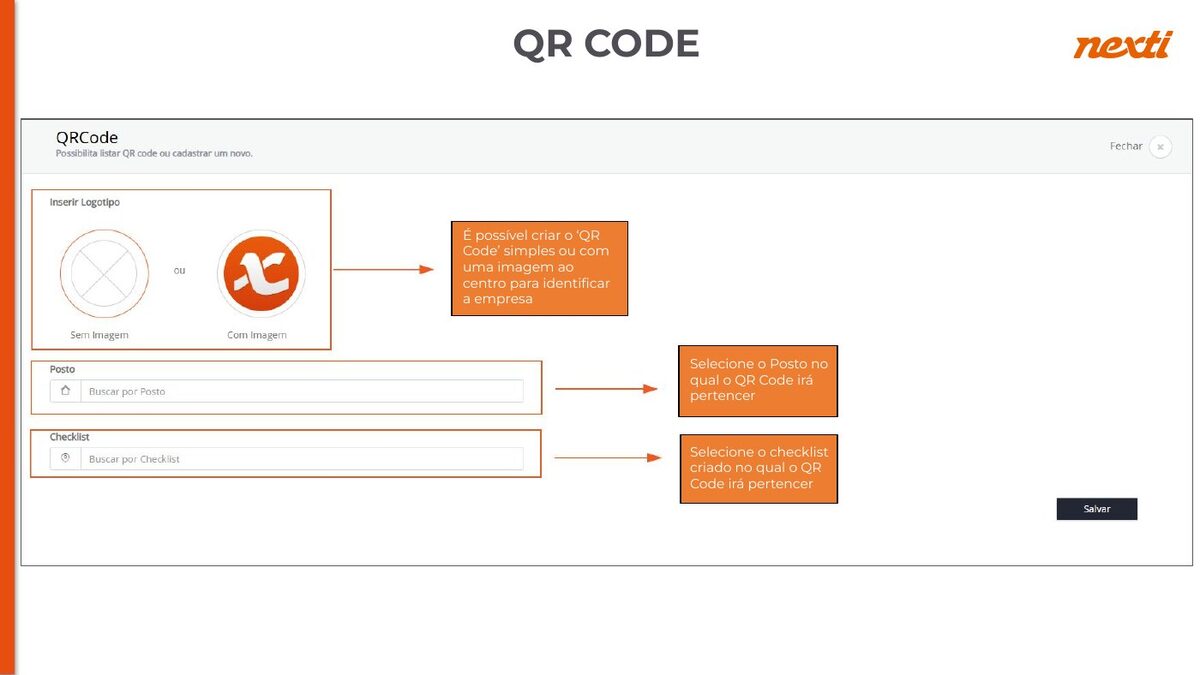 QR CODE
nexti
QRCode
Possibilita listar QR code ou cadastrar um novo.
Fechar
Inserir Logotipo
ou
Sem Imagem
Com Imagem
É possível criar o ‘QR
Code’ simples ou com
uma imagem ao
centro para identificar
a empresa
Posto
Buscar por Posto
Selecione o Posto no
qual o QR Code irá
pertencer
Checklist
Buscar por Checklist
Selecione o checklist
criado no qual o QR
Code irá pertencer
Salvar